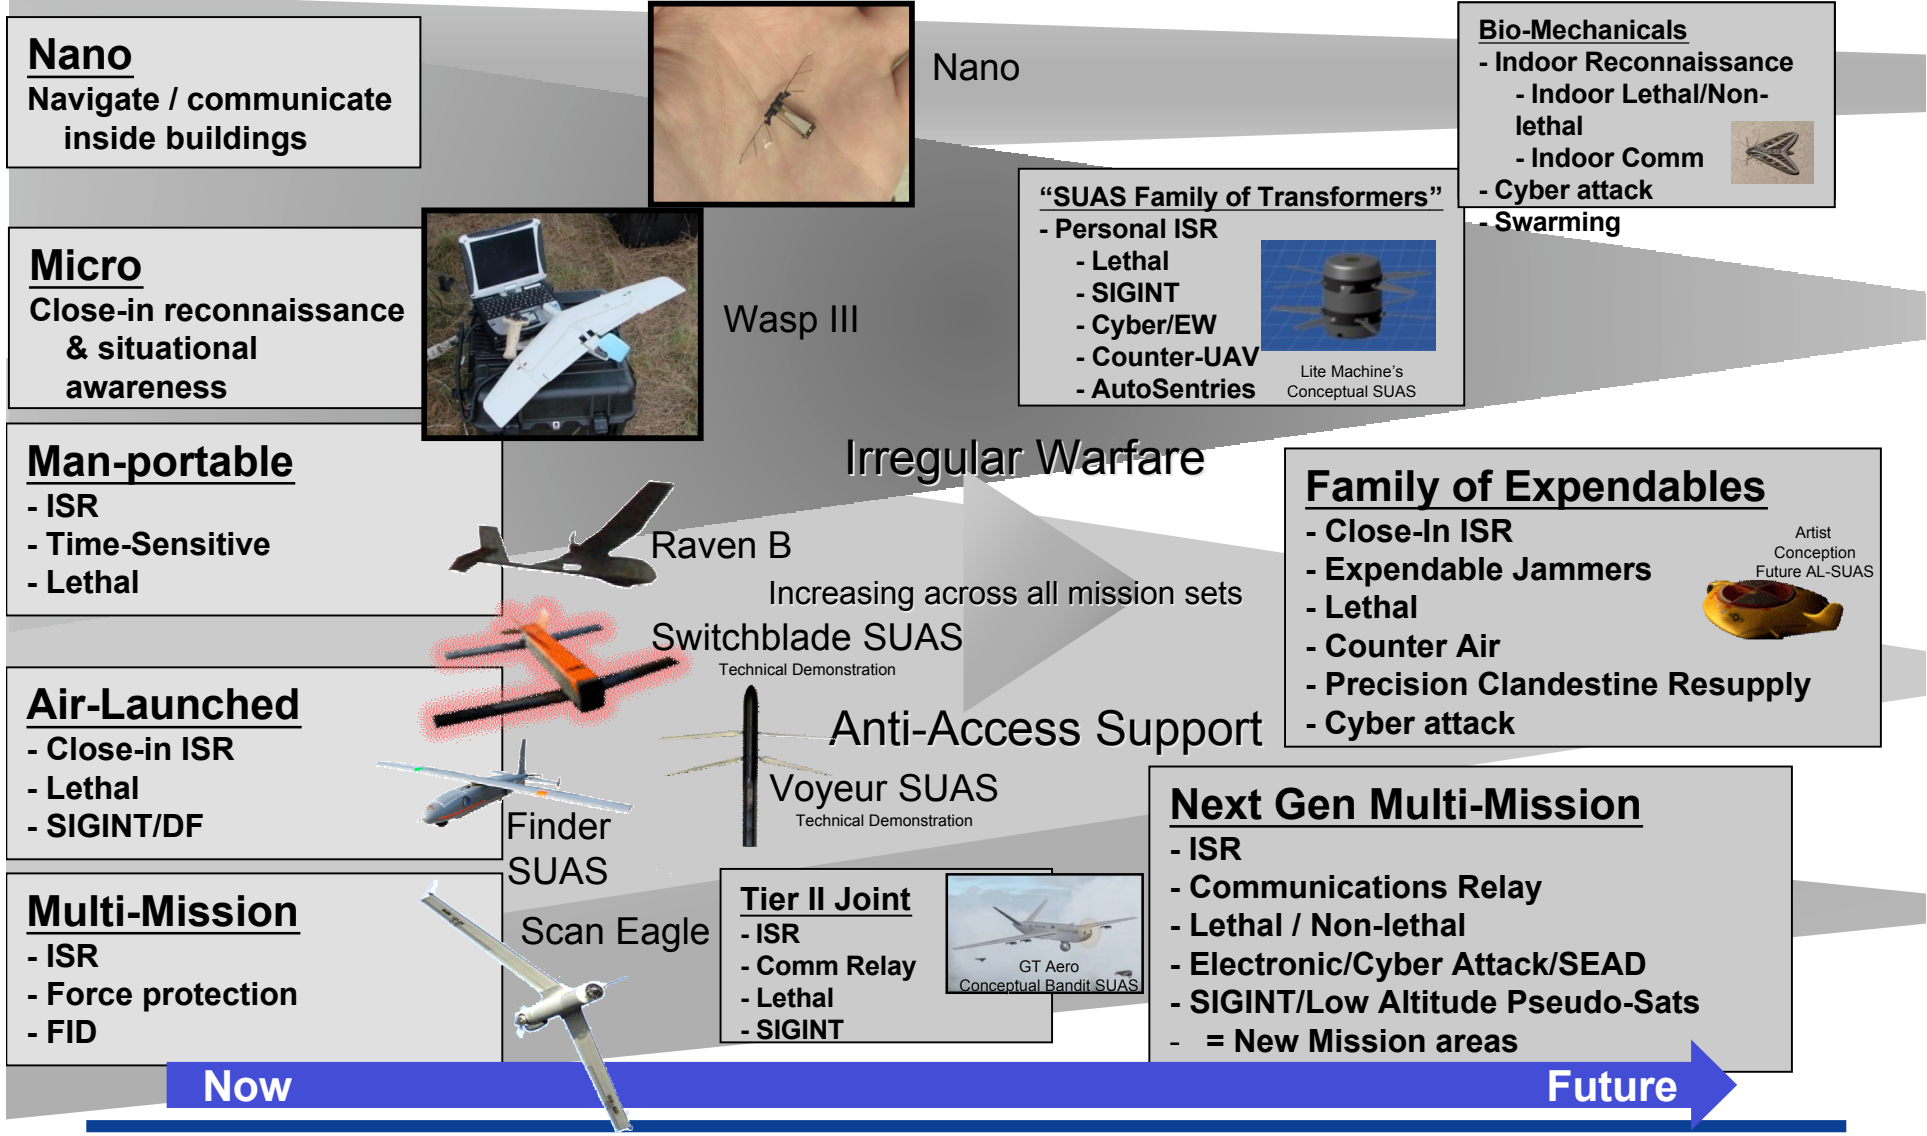 Nano
Navigate / communicate
inside buildings
Nano
Bio-Mechanicals
- Indoor Reconnaissance
- Indoor Lethal/Non-
lethal
- Indoor Comm
- Cyber attack
- Swarming
Micro
Close-in reconnaissance
& situational
awareness
Wasp III
“SUAS Family of Transformers”
- Personal ISR
- Lethal
- SIGINT
- Cyber/EW
- Counter-UAV
- AutoSentries
Lite Machine’s
Conceptual SUAS
Irregular Warfare
Man-portable
- ISR
- Time-Sensitive
- Lethal
Raven B
Increasing across all mission sets
Switchblade SUAS
Technical Demonstration
Family of Expendables
- Close-In ISR
- Expendable Jammers
- Lethal
- Counter Air
- Precision Clandestine Resupply
- Cyber attack
Artist
Conception
Future AL-SUAS
Air-Launched
- Close-in ISR
- Lethal
- SIGINT/DF
Anti-Access Support
Voyeur SUAS
Technical Demonstration
Finder
SUAS
Multi-Mission
- ISR
- Force protection
- FID
Scan Eagle
Tier II Joint
- ISR
- Comm Relay
- Lethal
- SIGINT
GT Aero
Conceptual Bandit SUAS
Next Gen Multi-Mission
- ISR
- Communications Relay
- Lethal / Non-lethal
- Electronic/Cyber Attack/SEAD
- SIGINT/Low Altitude Pseudo-Sats
- = New Mission areas
Now
Future